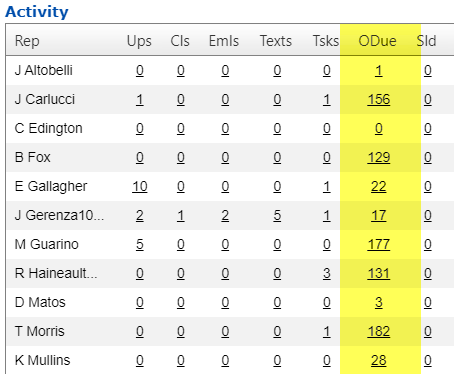 Activity
Rep Ups Cls Emls Texts Tsks ODue Sld
J Altobelli 0 0 0 0 0 1 0
J Carlucci 1 0 0 0 1 156 0
C Edington 0 0 0 0 0 0 0
B Fox 0 0 0 0 0 129 0
E Gallagher 10 0 0 0 1 22 0
J Gerenza10... 2 1 2 5 1 17 0
M Guarino 5 0 0 0 0 177 0
R Haineault... 0 0 0 0 3 131 0
D Matos 0 0 0 0 0 3 0
T Morris 0 0 0 0 1 182 0
K Mullins 0 0 0 0 0 28 0